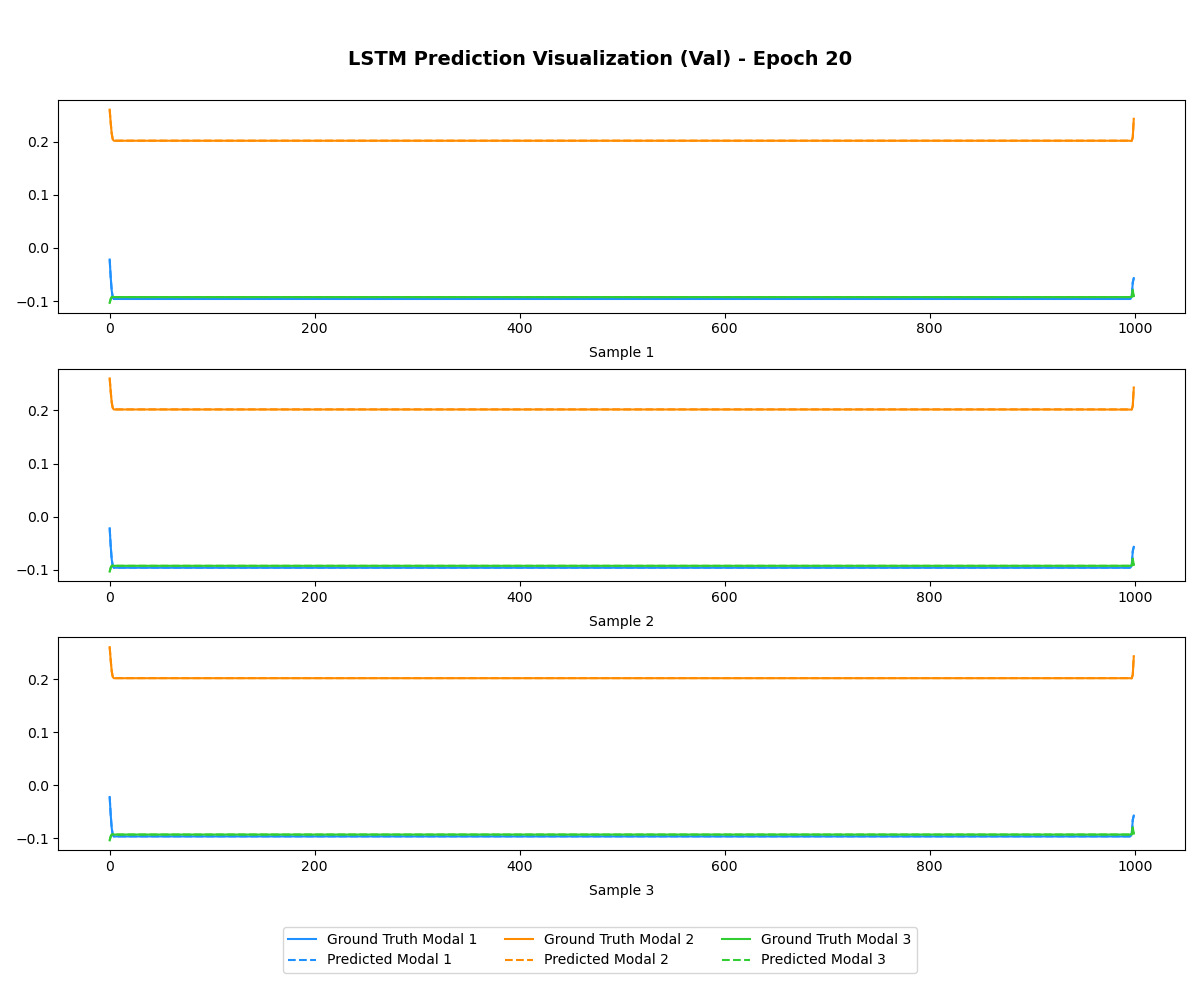 LSTM Prediction Visualization (Val) - Epoch 20
0.2
0.1
0.0
−0.1
0 200 400 600 800 1000
Sample 1
0.2
0.1
0.0
−0.1
0 200 400 600 800 1000
Sample 2
0.2
0.1
0.0
−0.1
0 200 400 600 800 1000
Sample 3
Ground Truth Modal 1 Ground Truth Modal 2 Ground Truth Modal 3
Predicted Modal 1 Predicted Modal 2 Predicted Modal 3